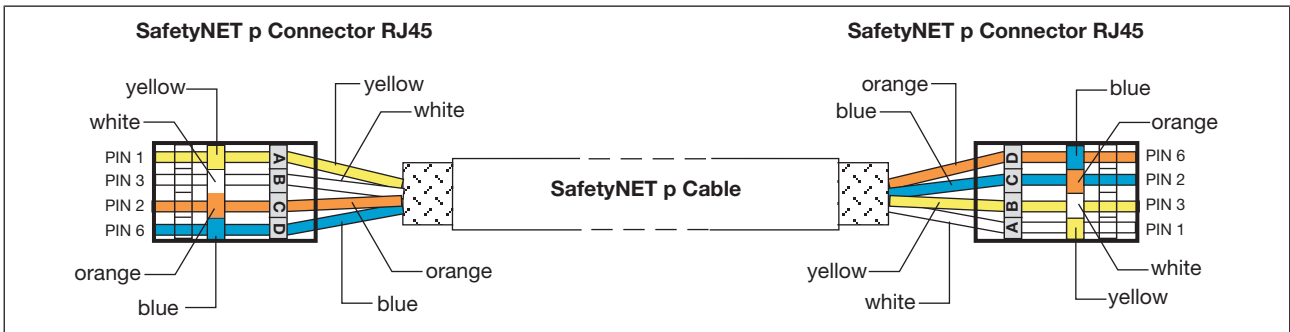 SafetyNET p Connector RJ45
SafetyNET p Connector RJ45
yellow
yellow
white
white
PIN 1
PIN 3
PIN 2
PIN 6
A
B
C
D
orange
blue
orange
blue
SafetyNET p Cable
orange
blue
blue
orange
D
C
B
A
PIN 6
PIN 2
PIN 3
PIN 1
yellow
white
white
yellow